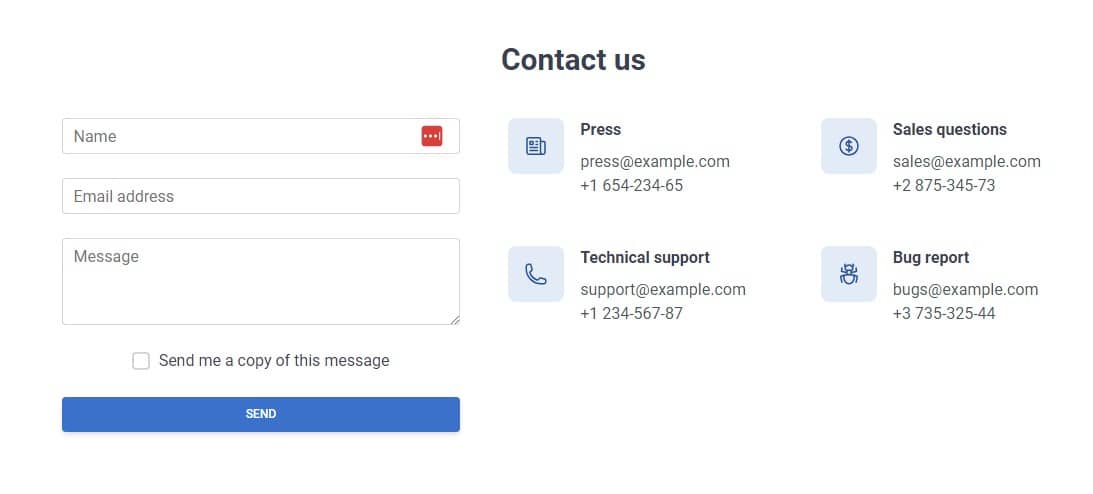 Contact us
Name
Email address
Message
Send me a copy of this message
SEND
Press
press@example.com
+1 654-234-65
Sales questions
sales@example.com
+2 875-345-73
Technical support
support@example.com
+1 234-567-87
Bug report
bugs@example.com
+3 735-325-44